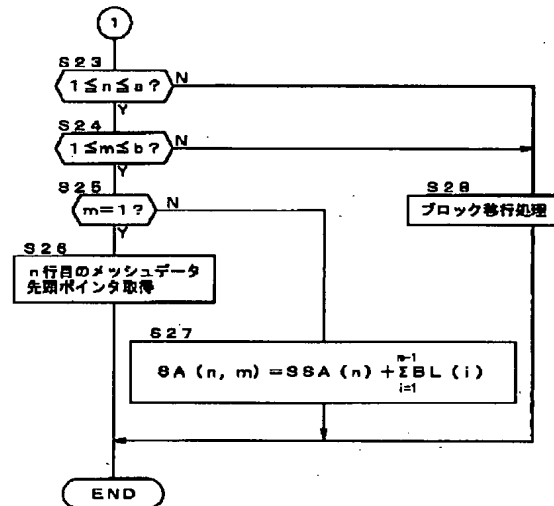 1
S23
1≦n≦a?
N
Y
S24
1≦m≦b?
N
Y
S25
m=1?
N
Y
S28
ブロック移行処理
S26
n行目のメッシュデータ
先頭ポインタ取得
S27
m-1
SA (n, m) = SSA (n) + Σ BL (i)
i=1
END